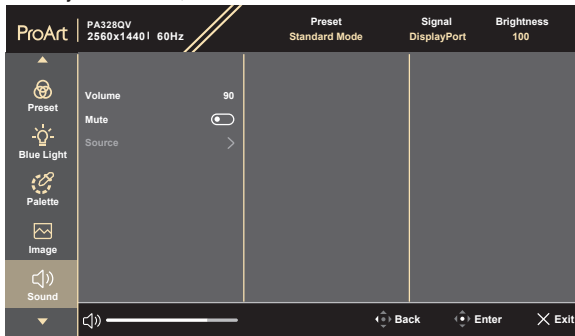 ProArt
PA328QV
2560x1440 60Hz
Preset
Standard Mode
Signal
DisplayPort
Brightness
100
Preset
Blue Light
Palette
Image
Sound
Volume 90
Mute
Source
Back
Enter
Exit